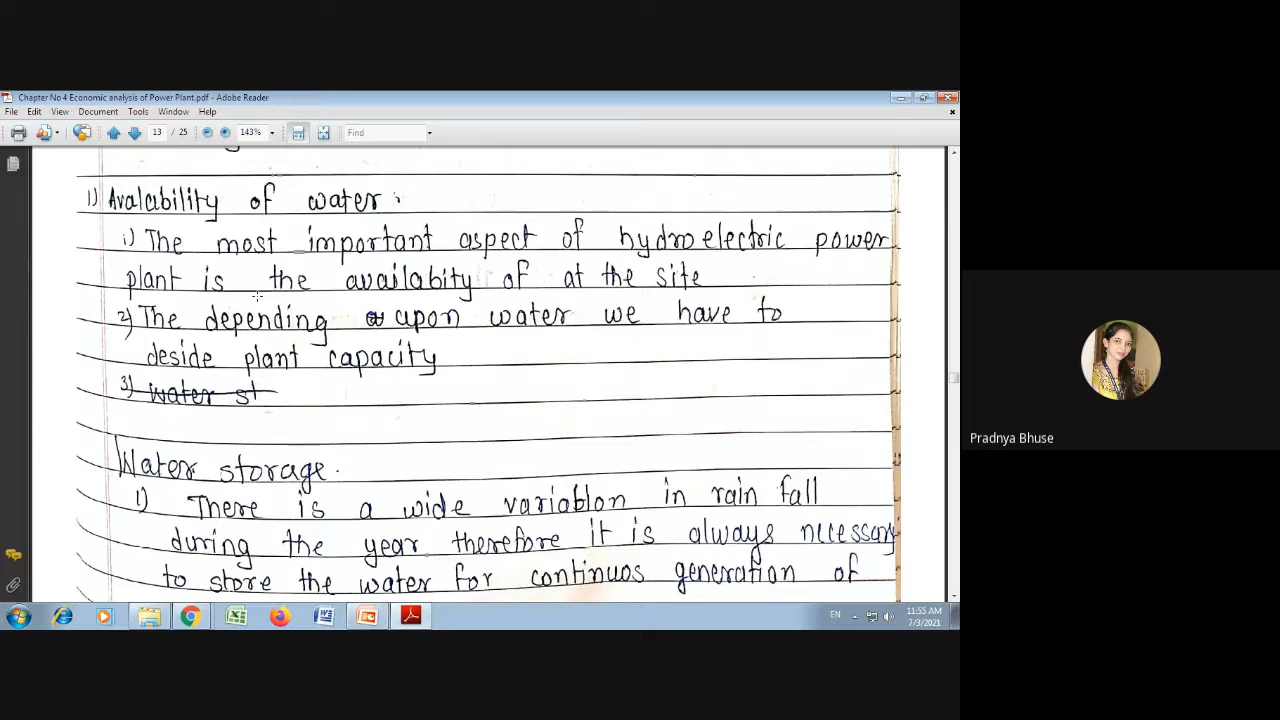 Chapter No 4 Economic analysis of Power Plant.pdf - Adobe Reader
File Edit View Document Tools Window Help
13 / 25 143% Find
1) Avalability of water :
1) The most important aspect of hydroelectric power
plant is the availabity of at the site
2) The depending upon water we have to
deside plant capacity
3) water st
Water storage.
1) There is a wide variablon in rain fall
during the year therefore it is always necessary
to store the water for continuos generation of
Pradnya Bhuse
EN 11:55 AM
7/3/2021